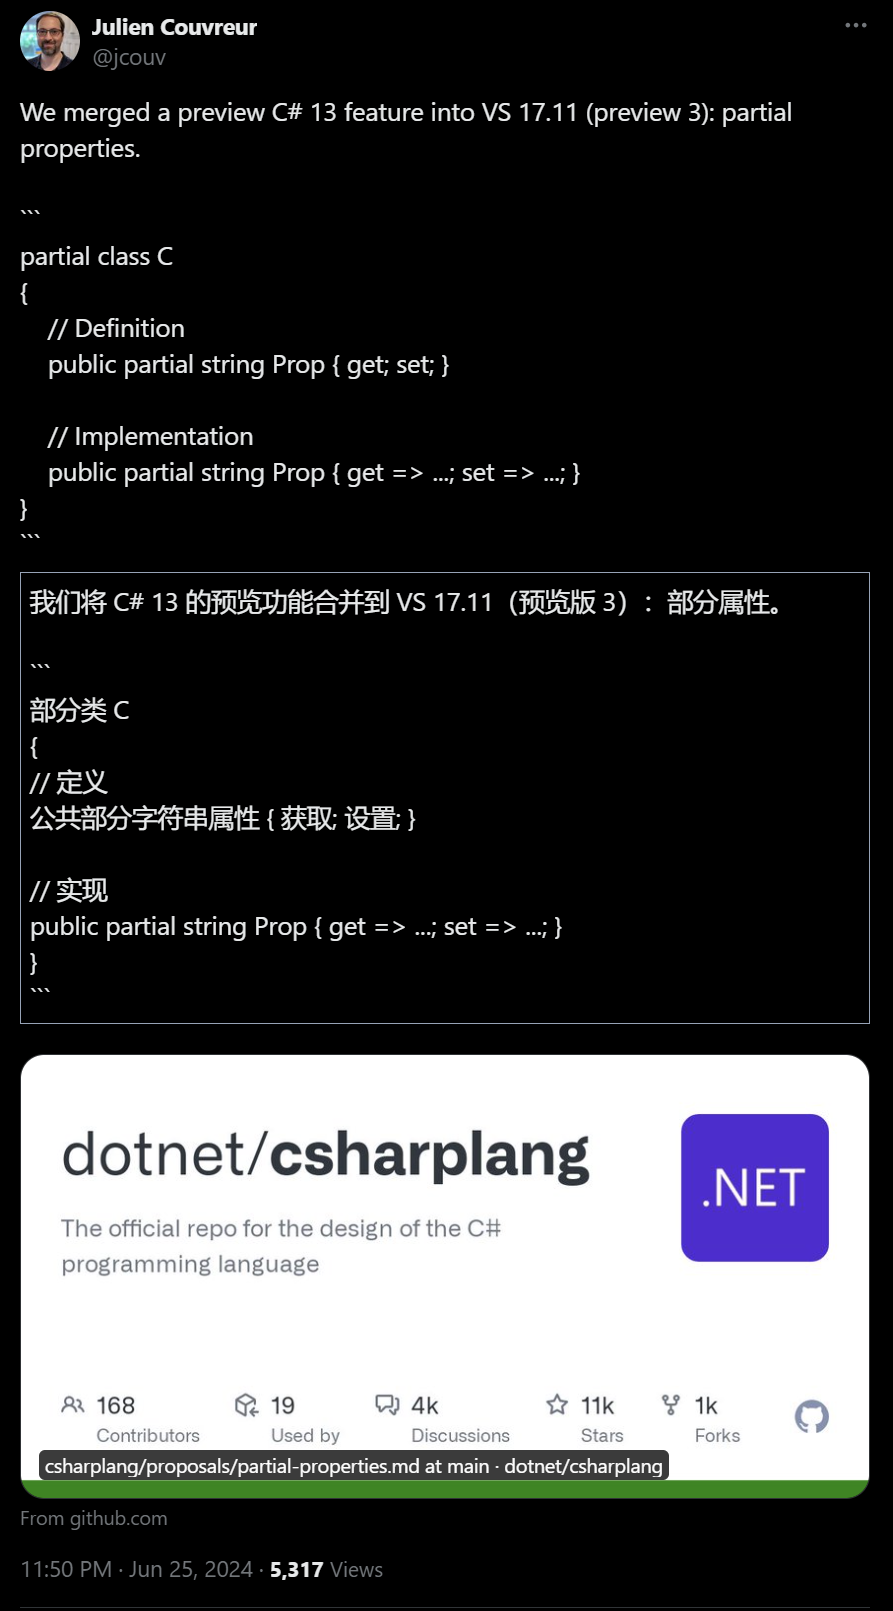 Julien Couvreur
@jcouv
We merged a preview C# 13 feature into VS 17.11 (preview 3): partial
properties.
```
partial class C
{
// Definition
public partial string Prop { get; set; }
// Implementation
public partial string Prop { get => ...; set => ...; }
}
```
我们将 C# 13 的预览功能合并到 VS 17.11（预览版 3）：部分属性。
```
部分类 C
{
// 定义
公共部分字符串属性 { 获取; 设置; }
// 实现
public partial string Prop { get => ...; set => ...; }
}
```
dotnet/csharplang
.NET
The official repo for the design of the C#
programming language
168 19 4k 11k 1k
Contributors Used by Discussions Stars Forks
csharplang/proposals/partial-properties.md at main · dotnet/csharplang
From github.com
11:50 PM · Jun 25, 2024 · 5,317 Views